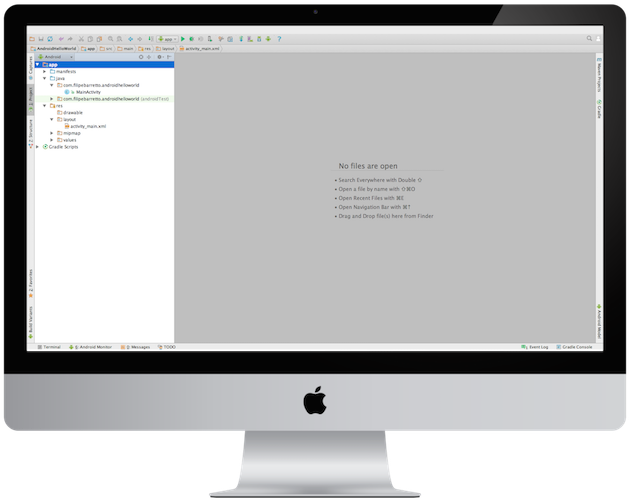 app
AndroidHelloWorld app src main res layout activity_main.xml
Android
app
manifests
java
com.filipebarretto.androidhelloworld
MainActivity
com.filipebarretto.androidhelloworld (androidTest)
res
drawable
layout
activity_main.xml
mipmap
values
Gradle Scripts
Captures
1: Project
7: Structure
2: Favorites
Build Variants
No files are open
• Search Everywhere with Double ⇧
• Open a file by name with ⇧⌘O
• Open Recent Files with ⌘E
• Open Navigation Bar with ⌘↑
• Drag and Drop file(s) here from Finder
Maven Projects
Gradle
Android Model
Terminal 6: Android Monitor 0: Messages TODO Event Log Gradle Console